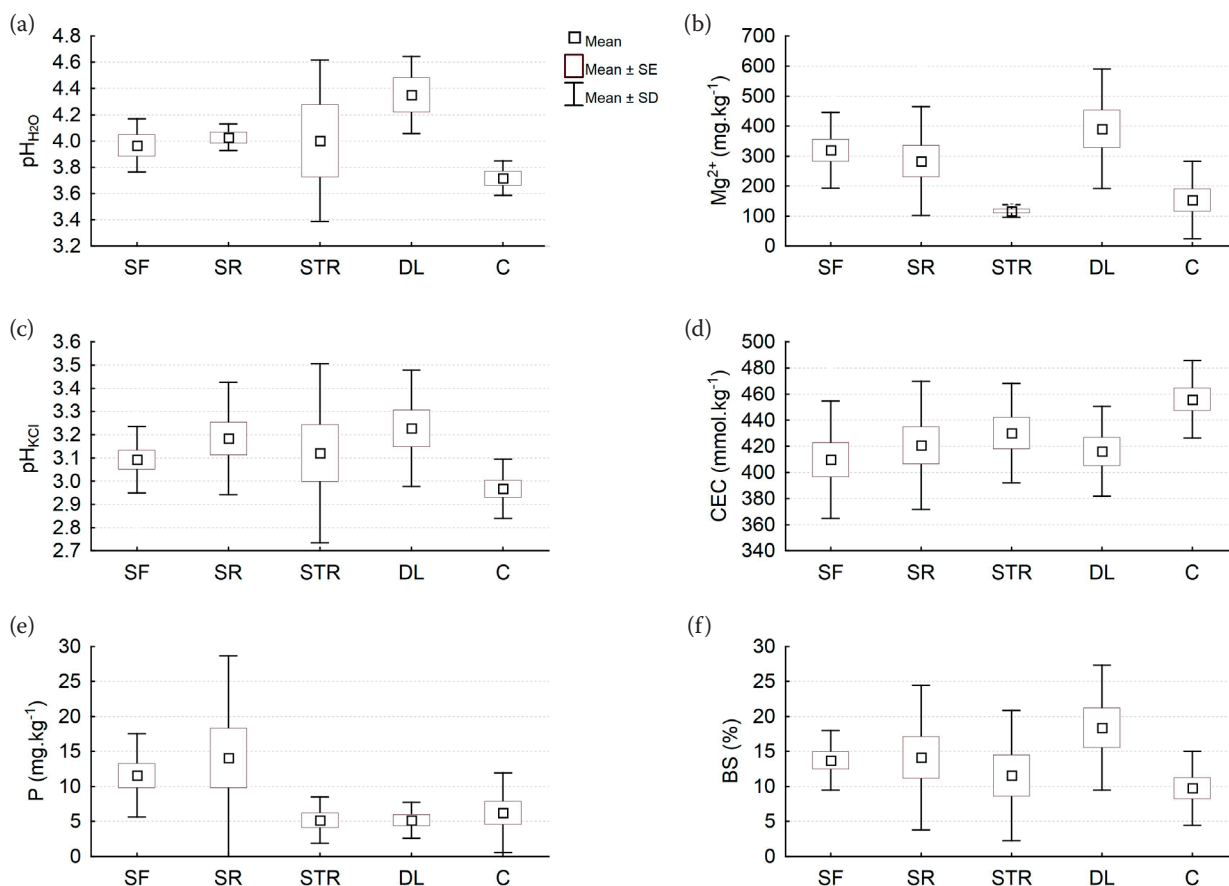 (a)
4.8
4.6
4.4
4.2
4.0
3.8
3.6
3.4
3.2
pH_H2O
SF SR STR DL C
Mean
Mean ± SE
Mean ± SD
(b)
700
600
500
400
300
200
100
0
Mg²⁺ (mg.kg⁻¹)
SF SR STR DL C
(c)
3.6
3.5
3.4
3.3
3.2
3.1
3.0
2.9
2.8
2.7
pH_KCl
SF SR STR DL C
(d)
500
480
460
440
420
400
380
360
340
CEC (mmol.kg⁻¹)
SF SR STR DL C
(e)
30
25
20
15
10
5
0
P (mg.kg⁻¹)
SF SR STR DL C
(f)
30
25
20
15
10
5
0
BS (%)
SF SR STR DL C